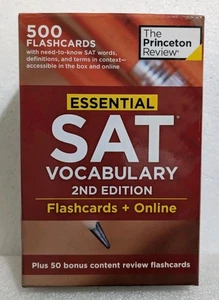 500
FLASHCARDS
with need-to-know SAT words,
definitions, and terms in context—
accessible in the box and online
The
Princeton
Review®
ESSENTIAL
SAT®
VOCABULARY
2ND EDITION
Flashcards + Online
Plus 50 bonus content review flashcards